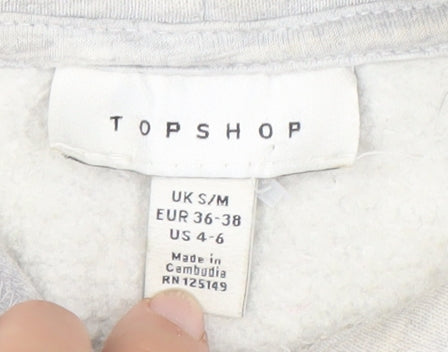 TOPSHOP
UK S/M
EUR 36-38
US 4-6
Made in
Cambodia
RN 125149